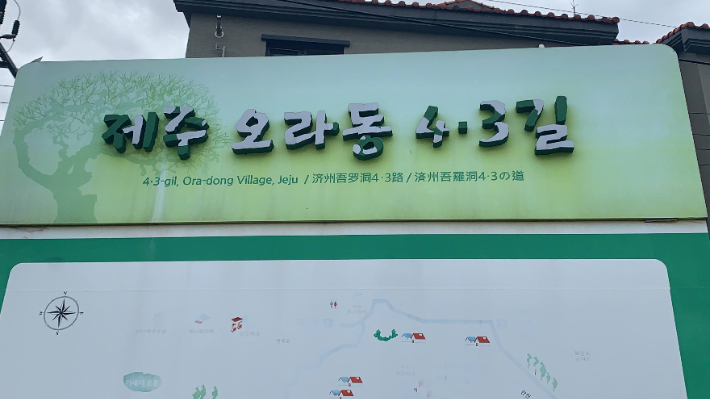 제주 오라동 4·3길
4·3-gil, Ora-dong Village, Jeju / 济州吾罗洞4·3路 / 済州吾羅洞4·3の道